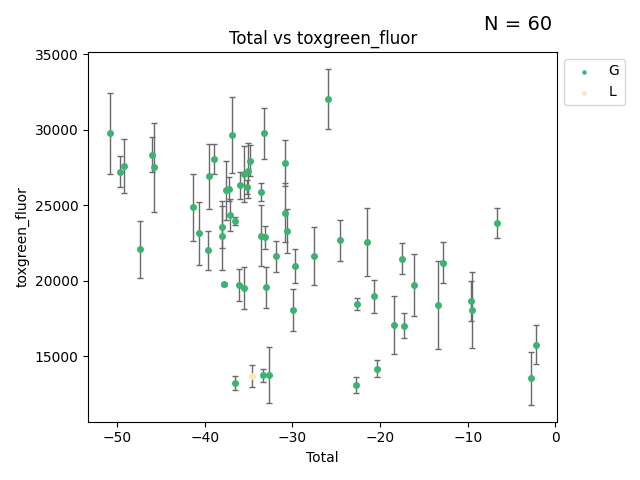 N = 60
Total vs toxgreen_fluor
G
L
35000
30000
25000
20000
15000
toxgreen_fluor
−50
−40
−30
−20
−10
0
Total